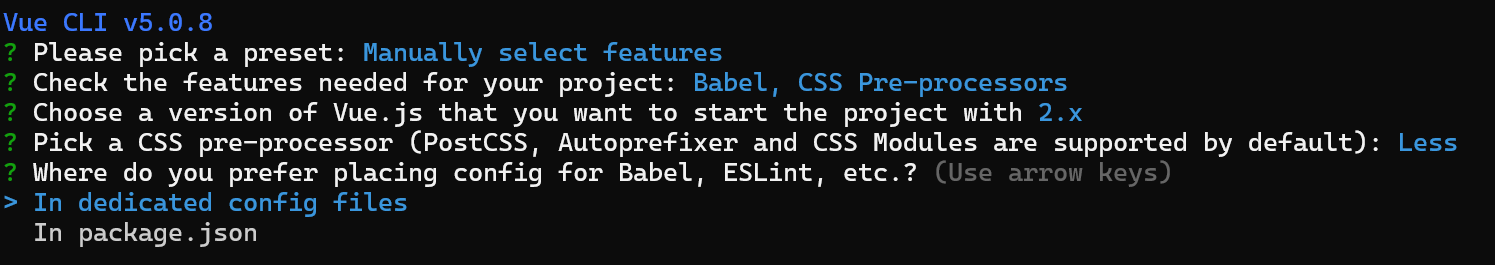 Vue CLI v5.0.8
? Please pick a preset: Manually select features
? Check the features needed for your project: Babel, CSS Pre-processors
? Choose a version of Vue.js that you want to start the project with 2.x
? Pick a CSS pre-processor (PostCSS, Autoprefixer and CSS Modules are supported by default): Less
? Where do you prefer placing config for Babel, ESLint, etc.? (Use arrow keys)
> In dedicated config files
  In package.json